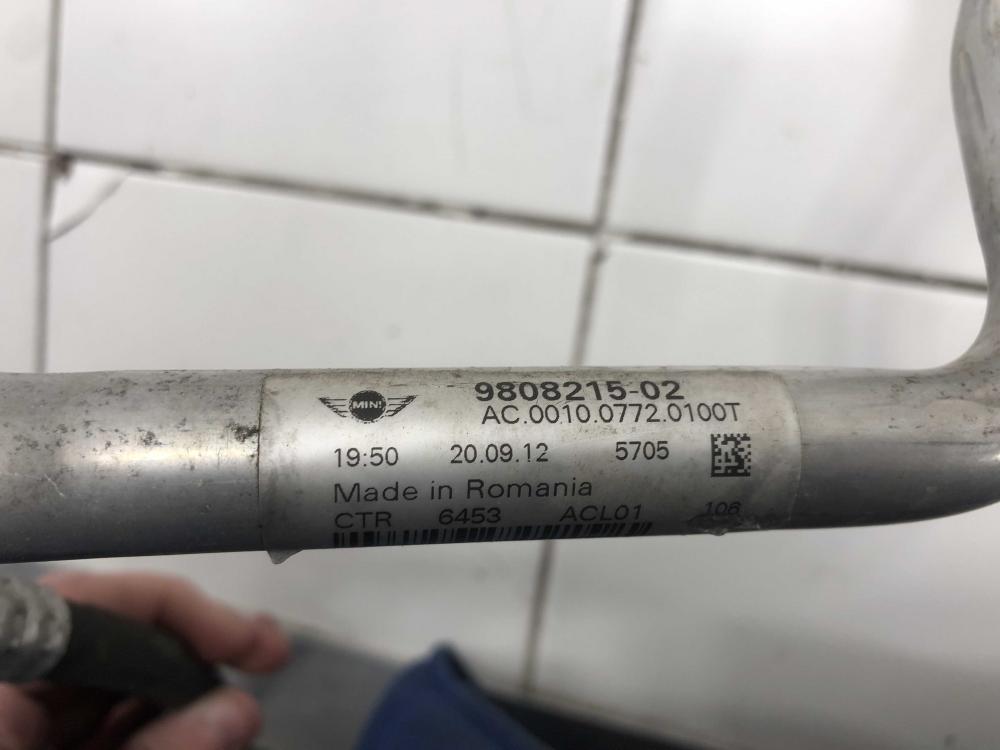 MINI
9808215-02
AC.0010.0772.0100T
19:50 20.09.12 5705
Made in Romania
CTR 6453 ACL01 106